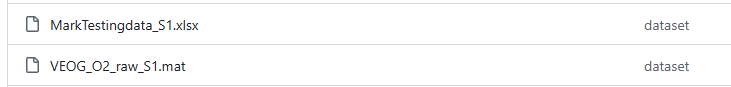 MarkTestingdata_S1.xlsx dataset
VEOG_O2_raw_S1.mat dataset